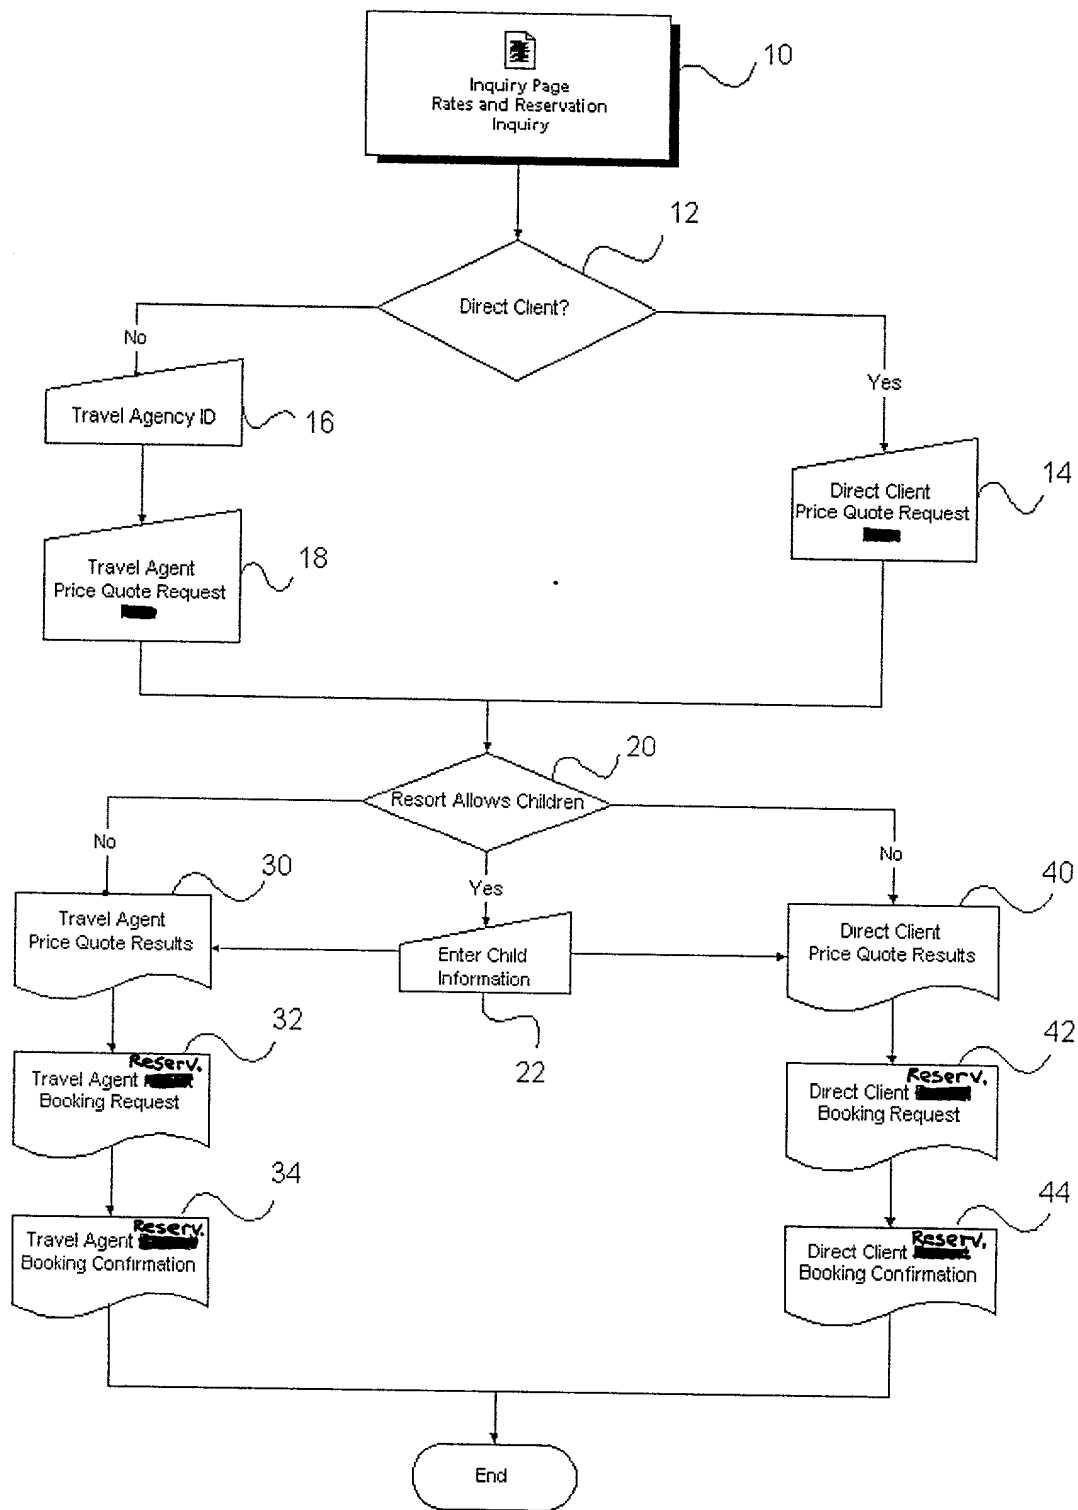 Inquiry Page
Rates and Reservation
Inquiry
10
12
Direct Client?
No
Yes
Travel Agency ID
16
14
Direct Client
Price Quote Request
18
Travel Agent
Price Quote Request
20
Resort Allows Children
No
Yes
No
30
40
Travel Agent
Price Quote Results
Enter Child
Information
Direct Client
Price Quote Results
22
32
42
Reserv.
Travel Agent
Booking Request
Reserv.
Direct Client
Booking Request
34
44
Reserv.
Travel Agent
Booking Confirmation
Reserv.
Direct Client
Booking Confirmation
End